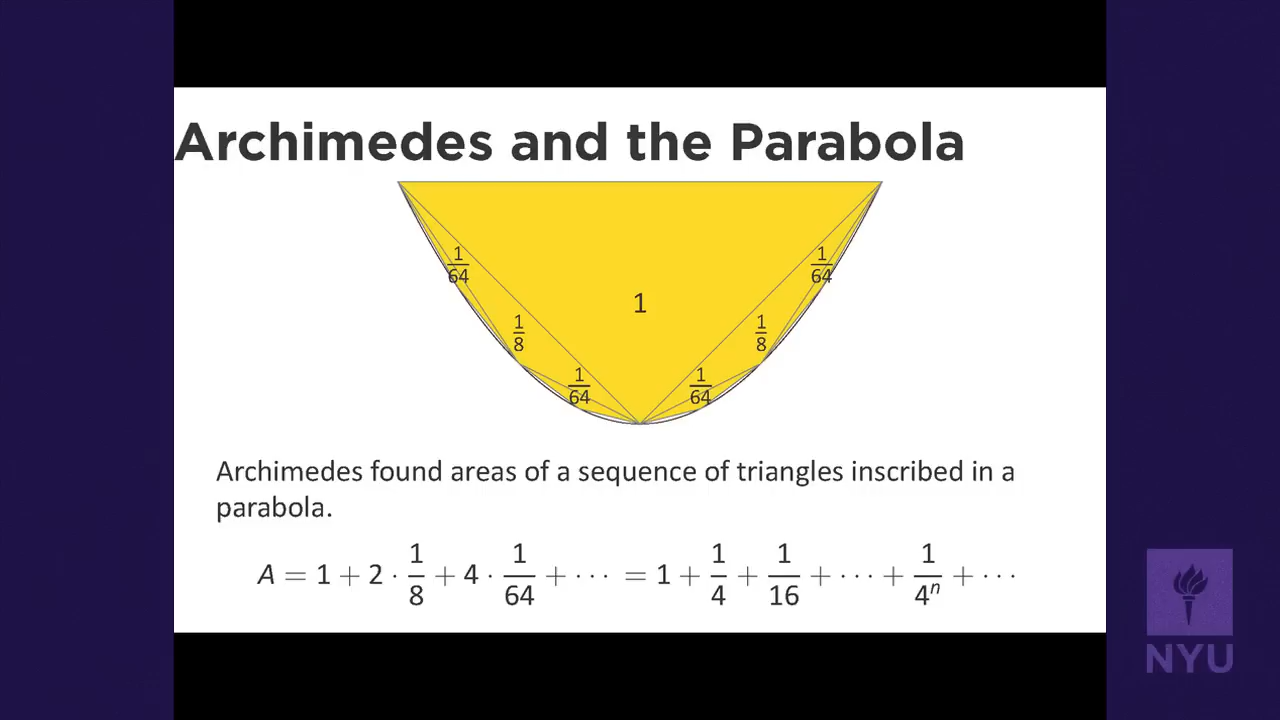 Archimedes and the Parabola
1/64
1/64
1
1/8
1/8
1/64
1/64
Archimedes found areas of a sequence of triangles inscribed in a
parabola.
A = 1 + 2 · 1/8 + 4 · 1/64 + ··· = 1 + 1/4 + 1/16 + ··· + 1/4ⁿ + ···
NYU